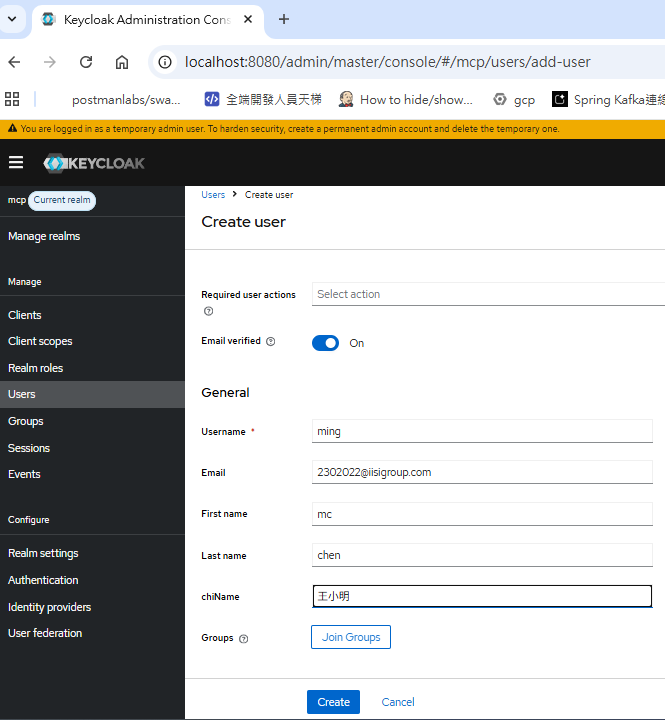 Keycloak Administration Cons
localhost:8080/admin/master/console/#/mcp/users/add-user
postmanlabs/swa... 全端開發人員天梯 How to hide/show... gcp Spring Kafka連線
You are logged in as a temporary admin user. To harden security, create a permanent admin account and delete the temporary one.
KEYCLOAK
mcp Current realm
Manage realms
Manage
Clients
Client scopes
Realm roles
Users
Groups
Sessions
Events
Configure
Realm settings
Authentication
Identity providers
User federation
Users > Create user
Create user
Required user actions
Select action
Email verified
On
General
Username *
ming
Email
2302022@iisigroup.com
First name
mc
Last name
chen
chiName
王小明
Groups
Join Groups
Create
Cancel